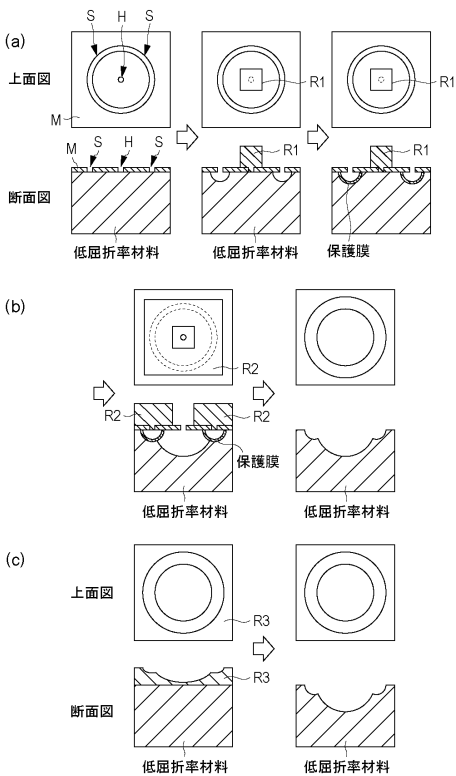 (a)
S H S
上面図
R1
R1
M
M S H S
R1
R1
断面図
低屈折率材料
低屈折率材料
保護膜
(b)
R2
R2
R2
保護膜
低屈折率材料
低屈折率材料
(c)
上面図
R3
R3
断面図
低屈折率材料
低屈折率材料